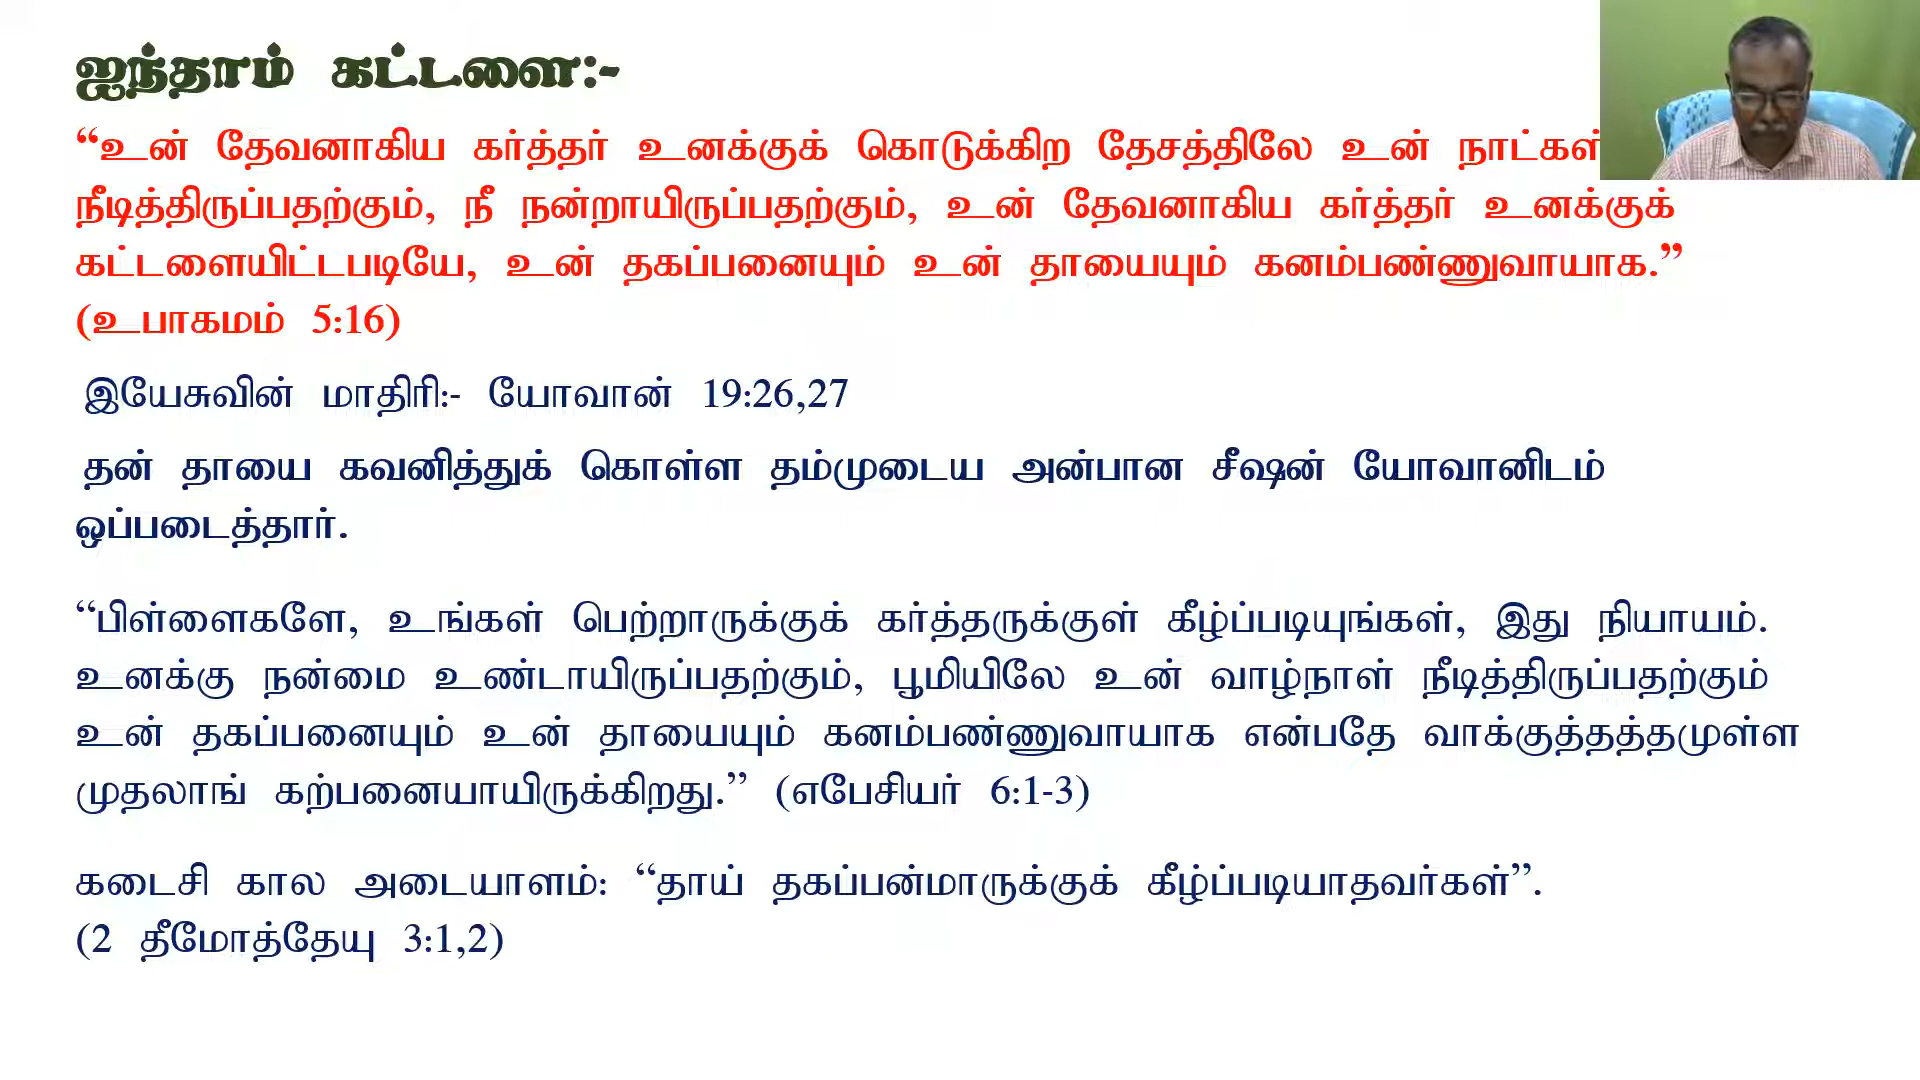 ஐந்தாம் கட்டளை:-
“உன் தேவனாகிய கர்த்தர் உனக்குக் கொடுக்கிற தேசத்திலே உன் நாட்கள்
நீடித்திருப்பதற்கும், நீ நன்றாயிருப்பதற்கும், உன் தேவனாகிய கர்த்தர் உனக்குக்
கட்டளையிட்டபடியே, உன் தகப்பனையும் உன் தாயையும் கனம்பண்ணுவாயாக.”
(உபாகமம் 5:16)
இயேசுவின் மாதிரி:- யோவான் 19:26,27
தன் தாயை கவனித்துக் கொள்ள தம்முடைய அன்பான சீஷன் யோவானிடம்
ஒப்படைத்தார்.
“பிள்ளைகளே, உங்கள் பெற்றாருக்குக் கர்த்தருக்குள் கீழ்ப்படியுங்கள், இது நியாயம்.
உனக்கு நன்மை உண்டாயிருப்பதற்கும், பூமியிலே உன் வாழ்நாள் நீடித்திருப்பதற்கும்
உன் தகப்பனையும் உன் தாயையும் கனம்பண்ணுவாயாக என்பதே வாக்குத்தத்தமுள்ள
முதலாங் கற்பனையாயிருக்கிறது.” (எபேசியர் 6:1-3)
கடைசி கால அடையாளம்: “தாய் தகப்பன்மாருக்குக் கீழ்ப்படியாதவர்கள்”.
(2 தீமோத்தேயு 3:1,2)